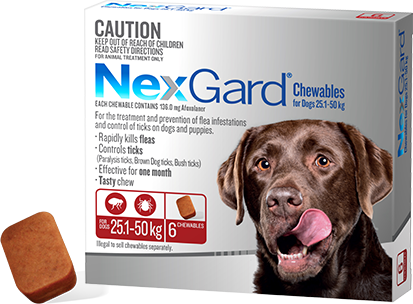 CAUTION
KEEP OUT OF REACH OF CHILDREN
READ SAFETY DIRECTIONS
FOR ANIMAL TREATMENT ONLY
NexGard® Chewables
for Dogs 25.1-50 kg
EACH CHEWABLE CONTAINS 136.0 mg Afoxolaner
For the treatment and prevention of flea infestations
and control of ticks on dogs and puppies.
• Rapidly kills fleas
• Controls ticks
(Paralysis ticks, Brown Dog ticks, Bush ticks)
• Effective for one month
• Tasty chew
FOR DOGS 25.1-50 kg 6 CHEWABLES
Illegal to sell chewables separately.